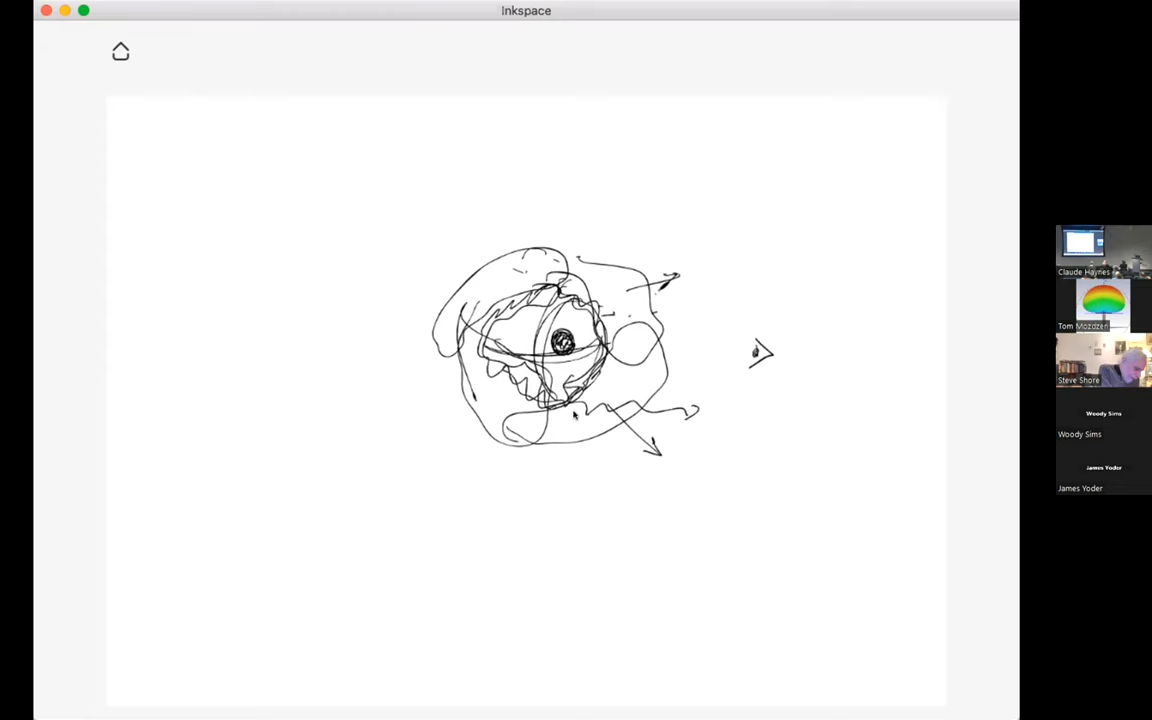 Inkspace
Claude Haynes
Tom Mozdzen
Steve Shore
Woody Sims
Woody Sims
James Yoder
James Yoder